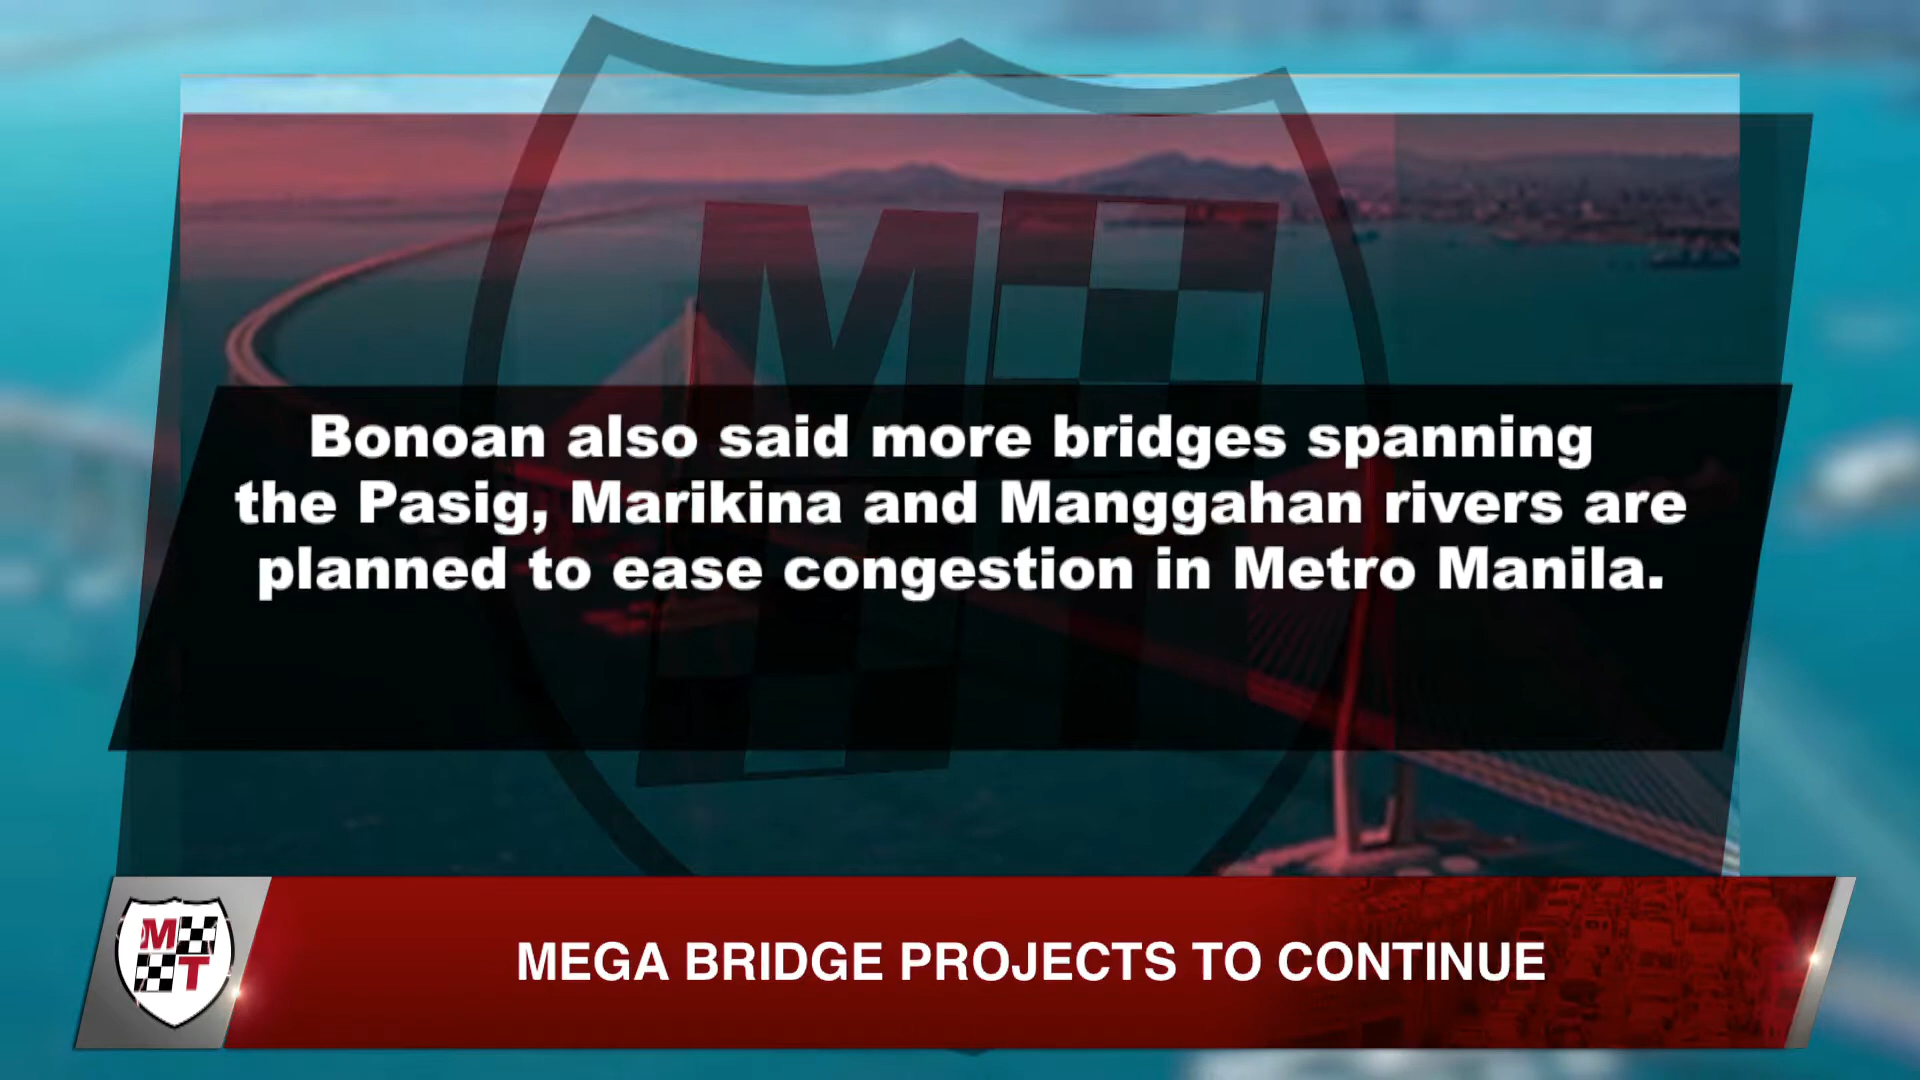 Bonoan also said more bridges spanning
the Pasig, Marikina and Manggahan rivers are
planned to ease congestion in Metro Manila.
M
T
MEGA BRIDGE PROJECTS TO CONTINUE